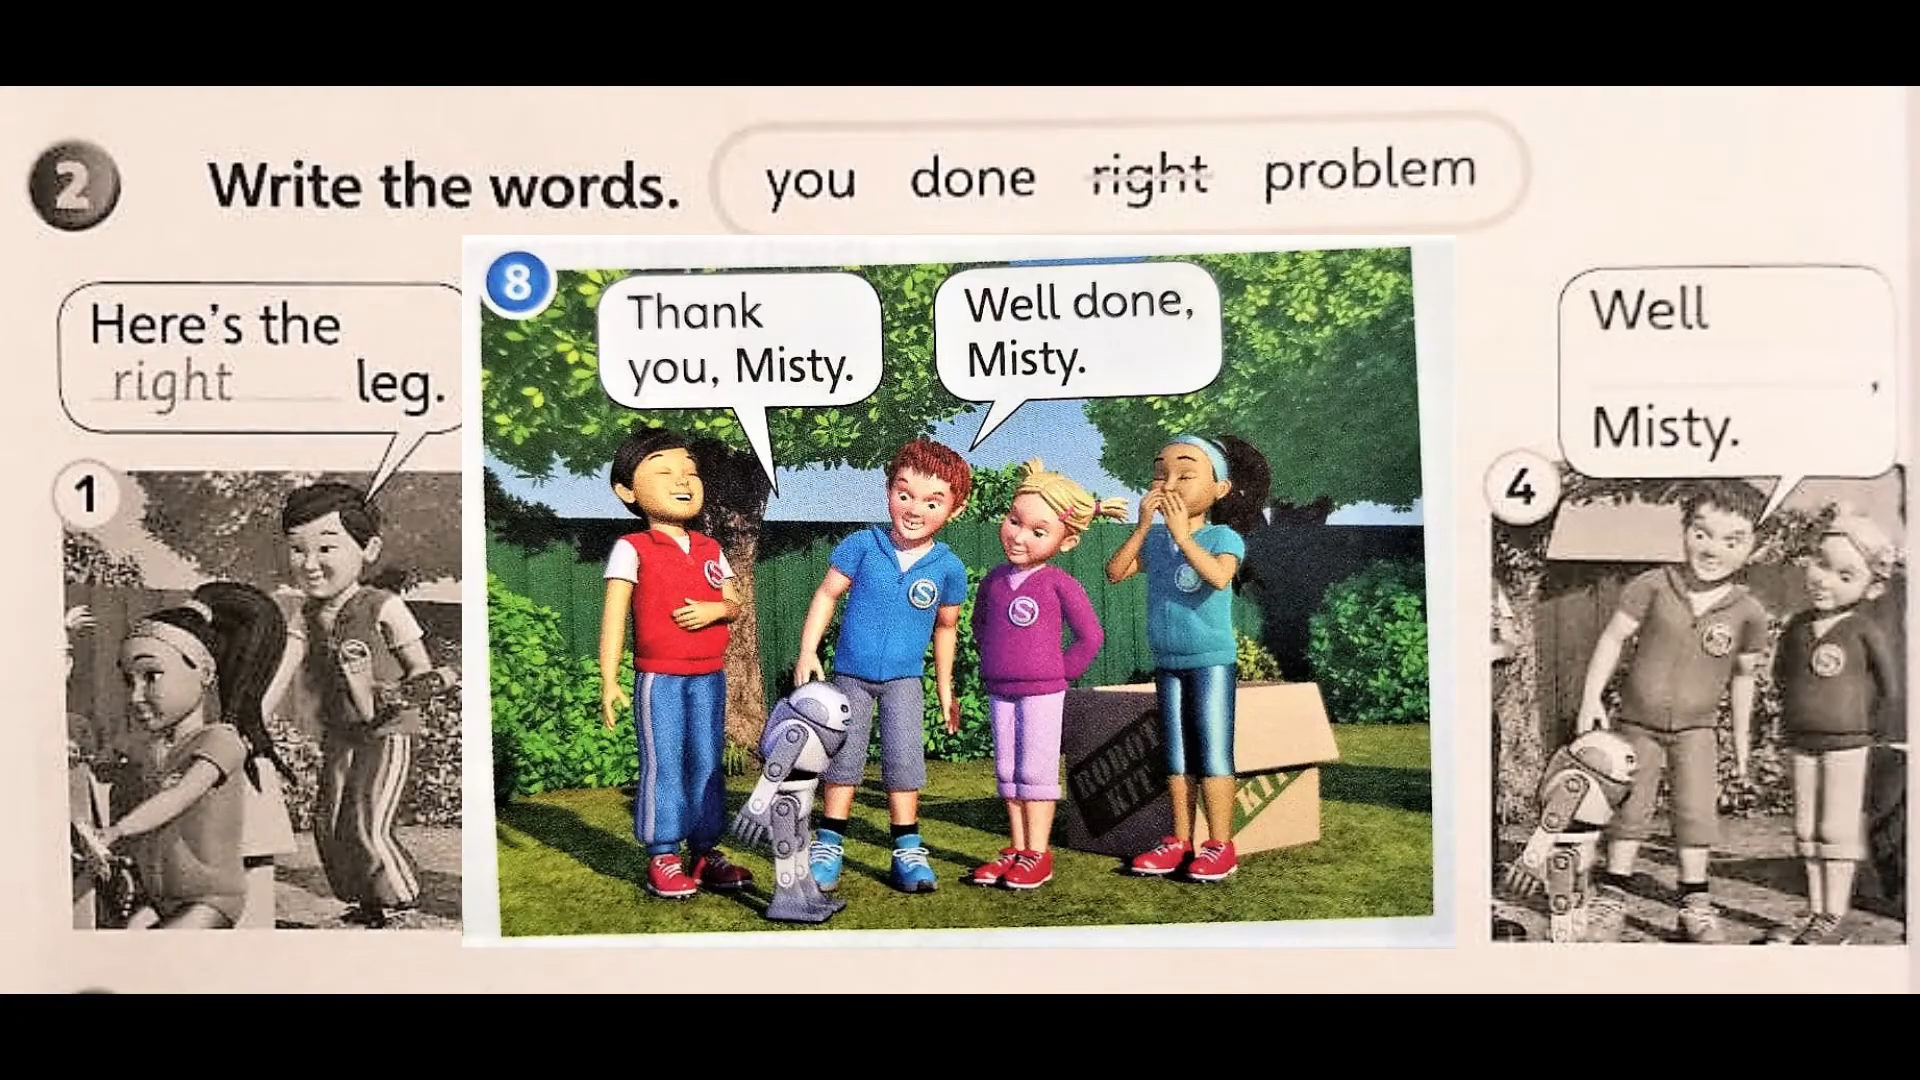 2 Write the words. you done right problem
Here's the
right leg.
1
8
Thank
you, Misty.
Well done,
Misty.
ROBOT
KIT
KIT
Well
,
Misty.
4